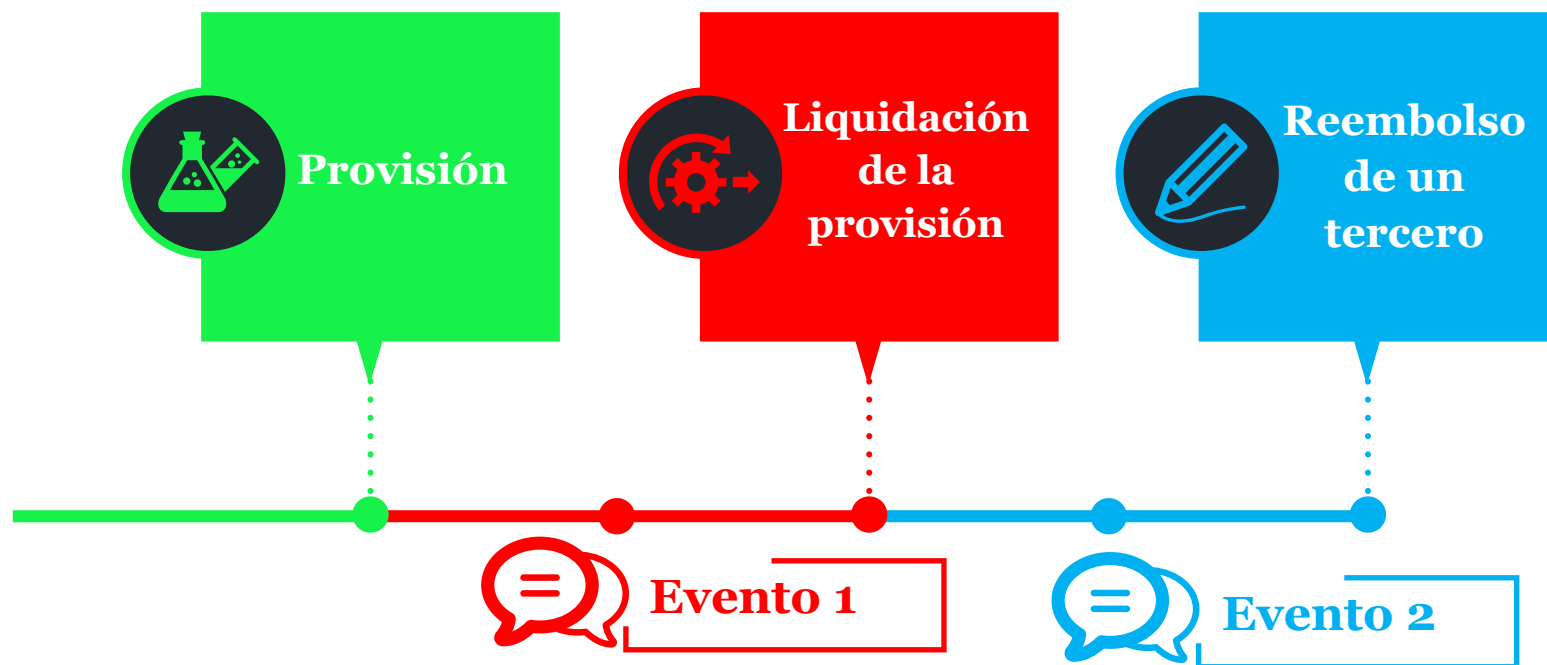 Provisión
Liquidación
de la
provisión
Reembolso
de un
tercero
Evento 1
Evento 2